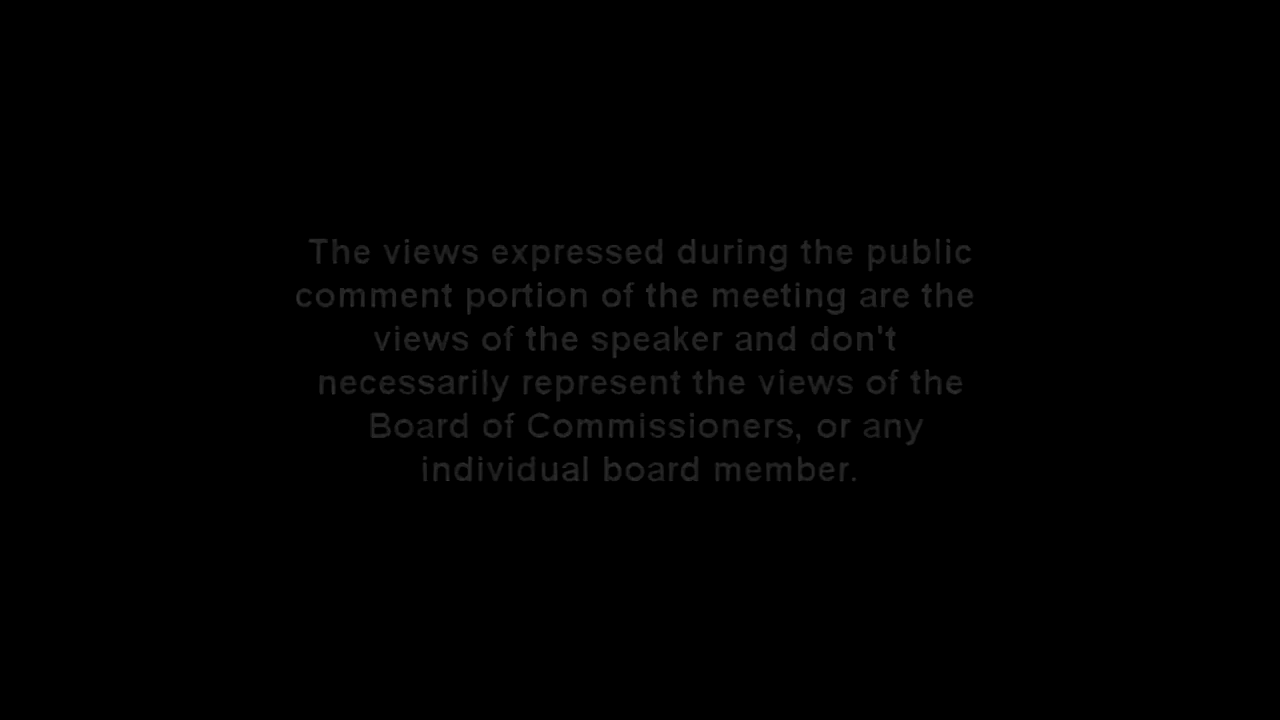 The views expressed during the public
comment portion of the meeting are the
views of the speaker and don't
necessarily represent the views of the
Board of Commissioners, or any
individual board member.